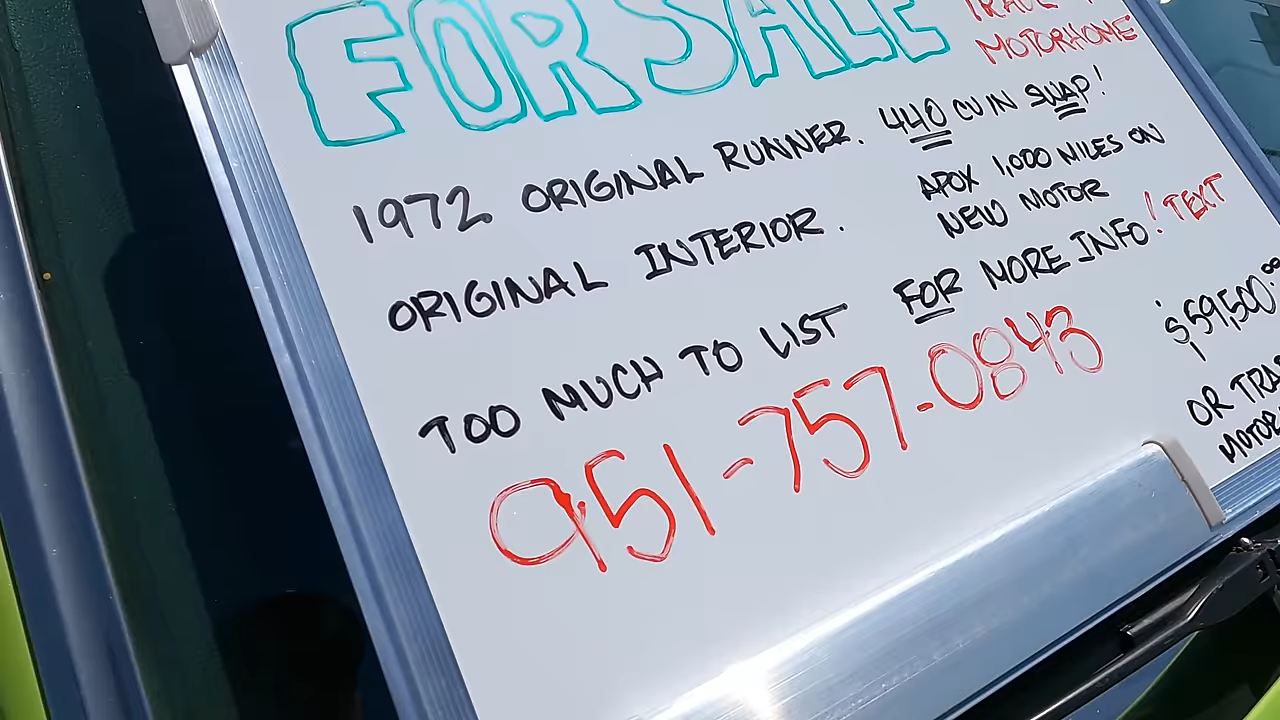 FOR SALE
MOTORHOME
1972 ORIGINAL RUNNER. 440 CU IN SWAP!
APOX 1,000 MILES ON
NEW MOTOR
ORIGINAL INTERIOR.
TOO MUCH TO LIST
FOR MORE INFO! TEXT
951-757-0843
$59,500.00
OR